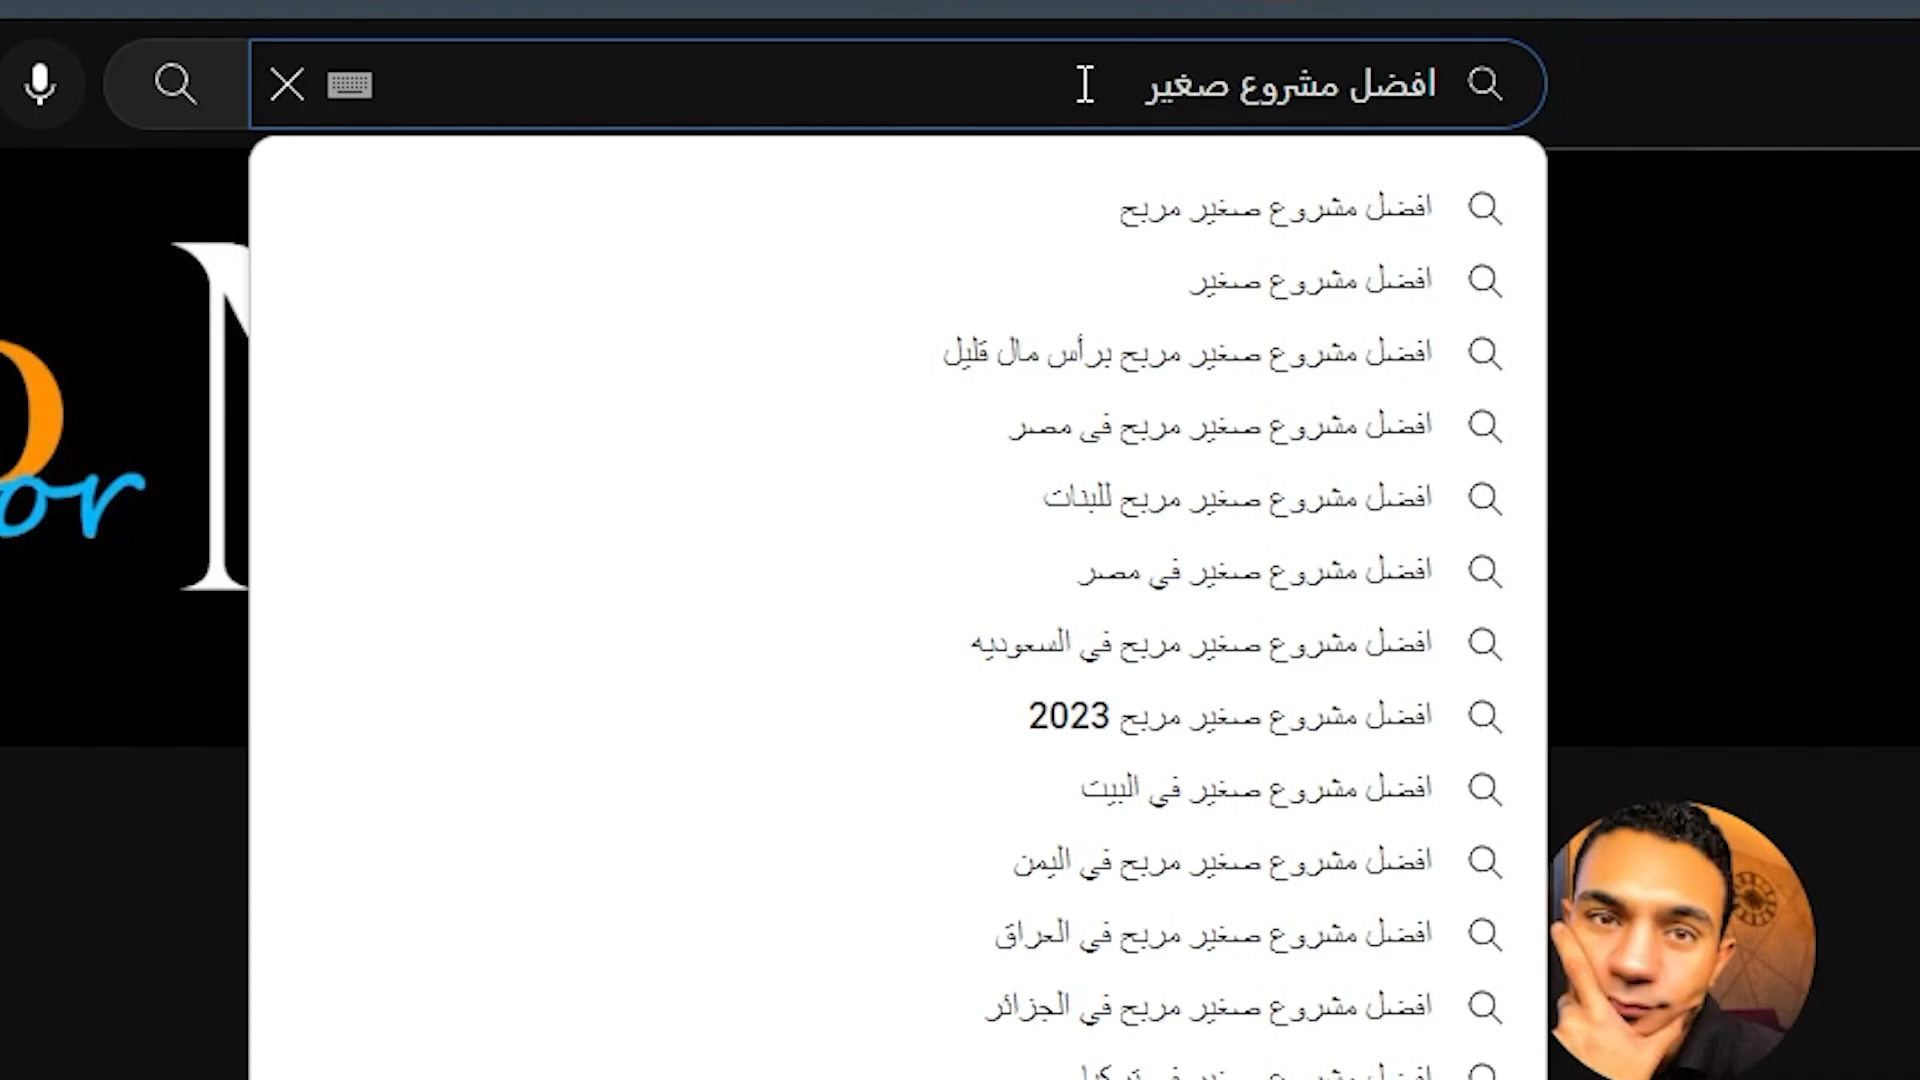 افضل مشروع صغير
افضل مشروع صغير مربح
افضل مشروع صغير
افضل مشروع صغير مربح برأس مال قليل
افضل مشروع صغير مربح فى مصر
افضل مشروع صغير مربح للبنات
افضل مشروع صغير في مصر
افضل مشروع صغير مربح في السعوديه
افضل مشروع صغير مربح 2023
افضل مشروع صغير في البيت
افضل مشروع صغير مربح في اليمن
افضل مشروع صغير مربح في العراق
افضل مشروع صغير مربح في الجزائر
or